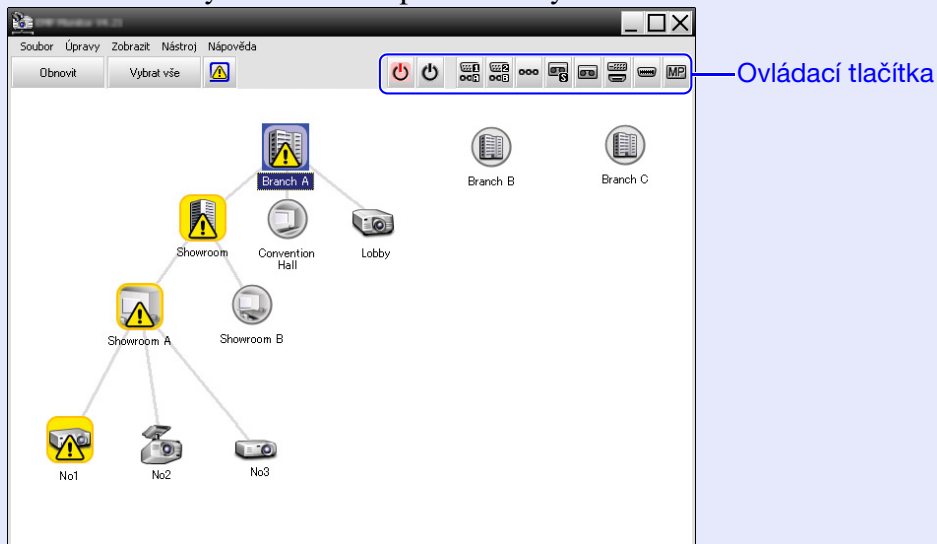 Soubor Úpravy Zobrazit Nástroj Nápověda
Obnovit Vybrat vše
Ovládací tlačítka
MP
Branch A
Branch B
Branch C
Showroom
Convention
Hall
Lobby
Showroom A
Showroom B
No1
No2
No3